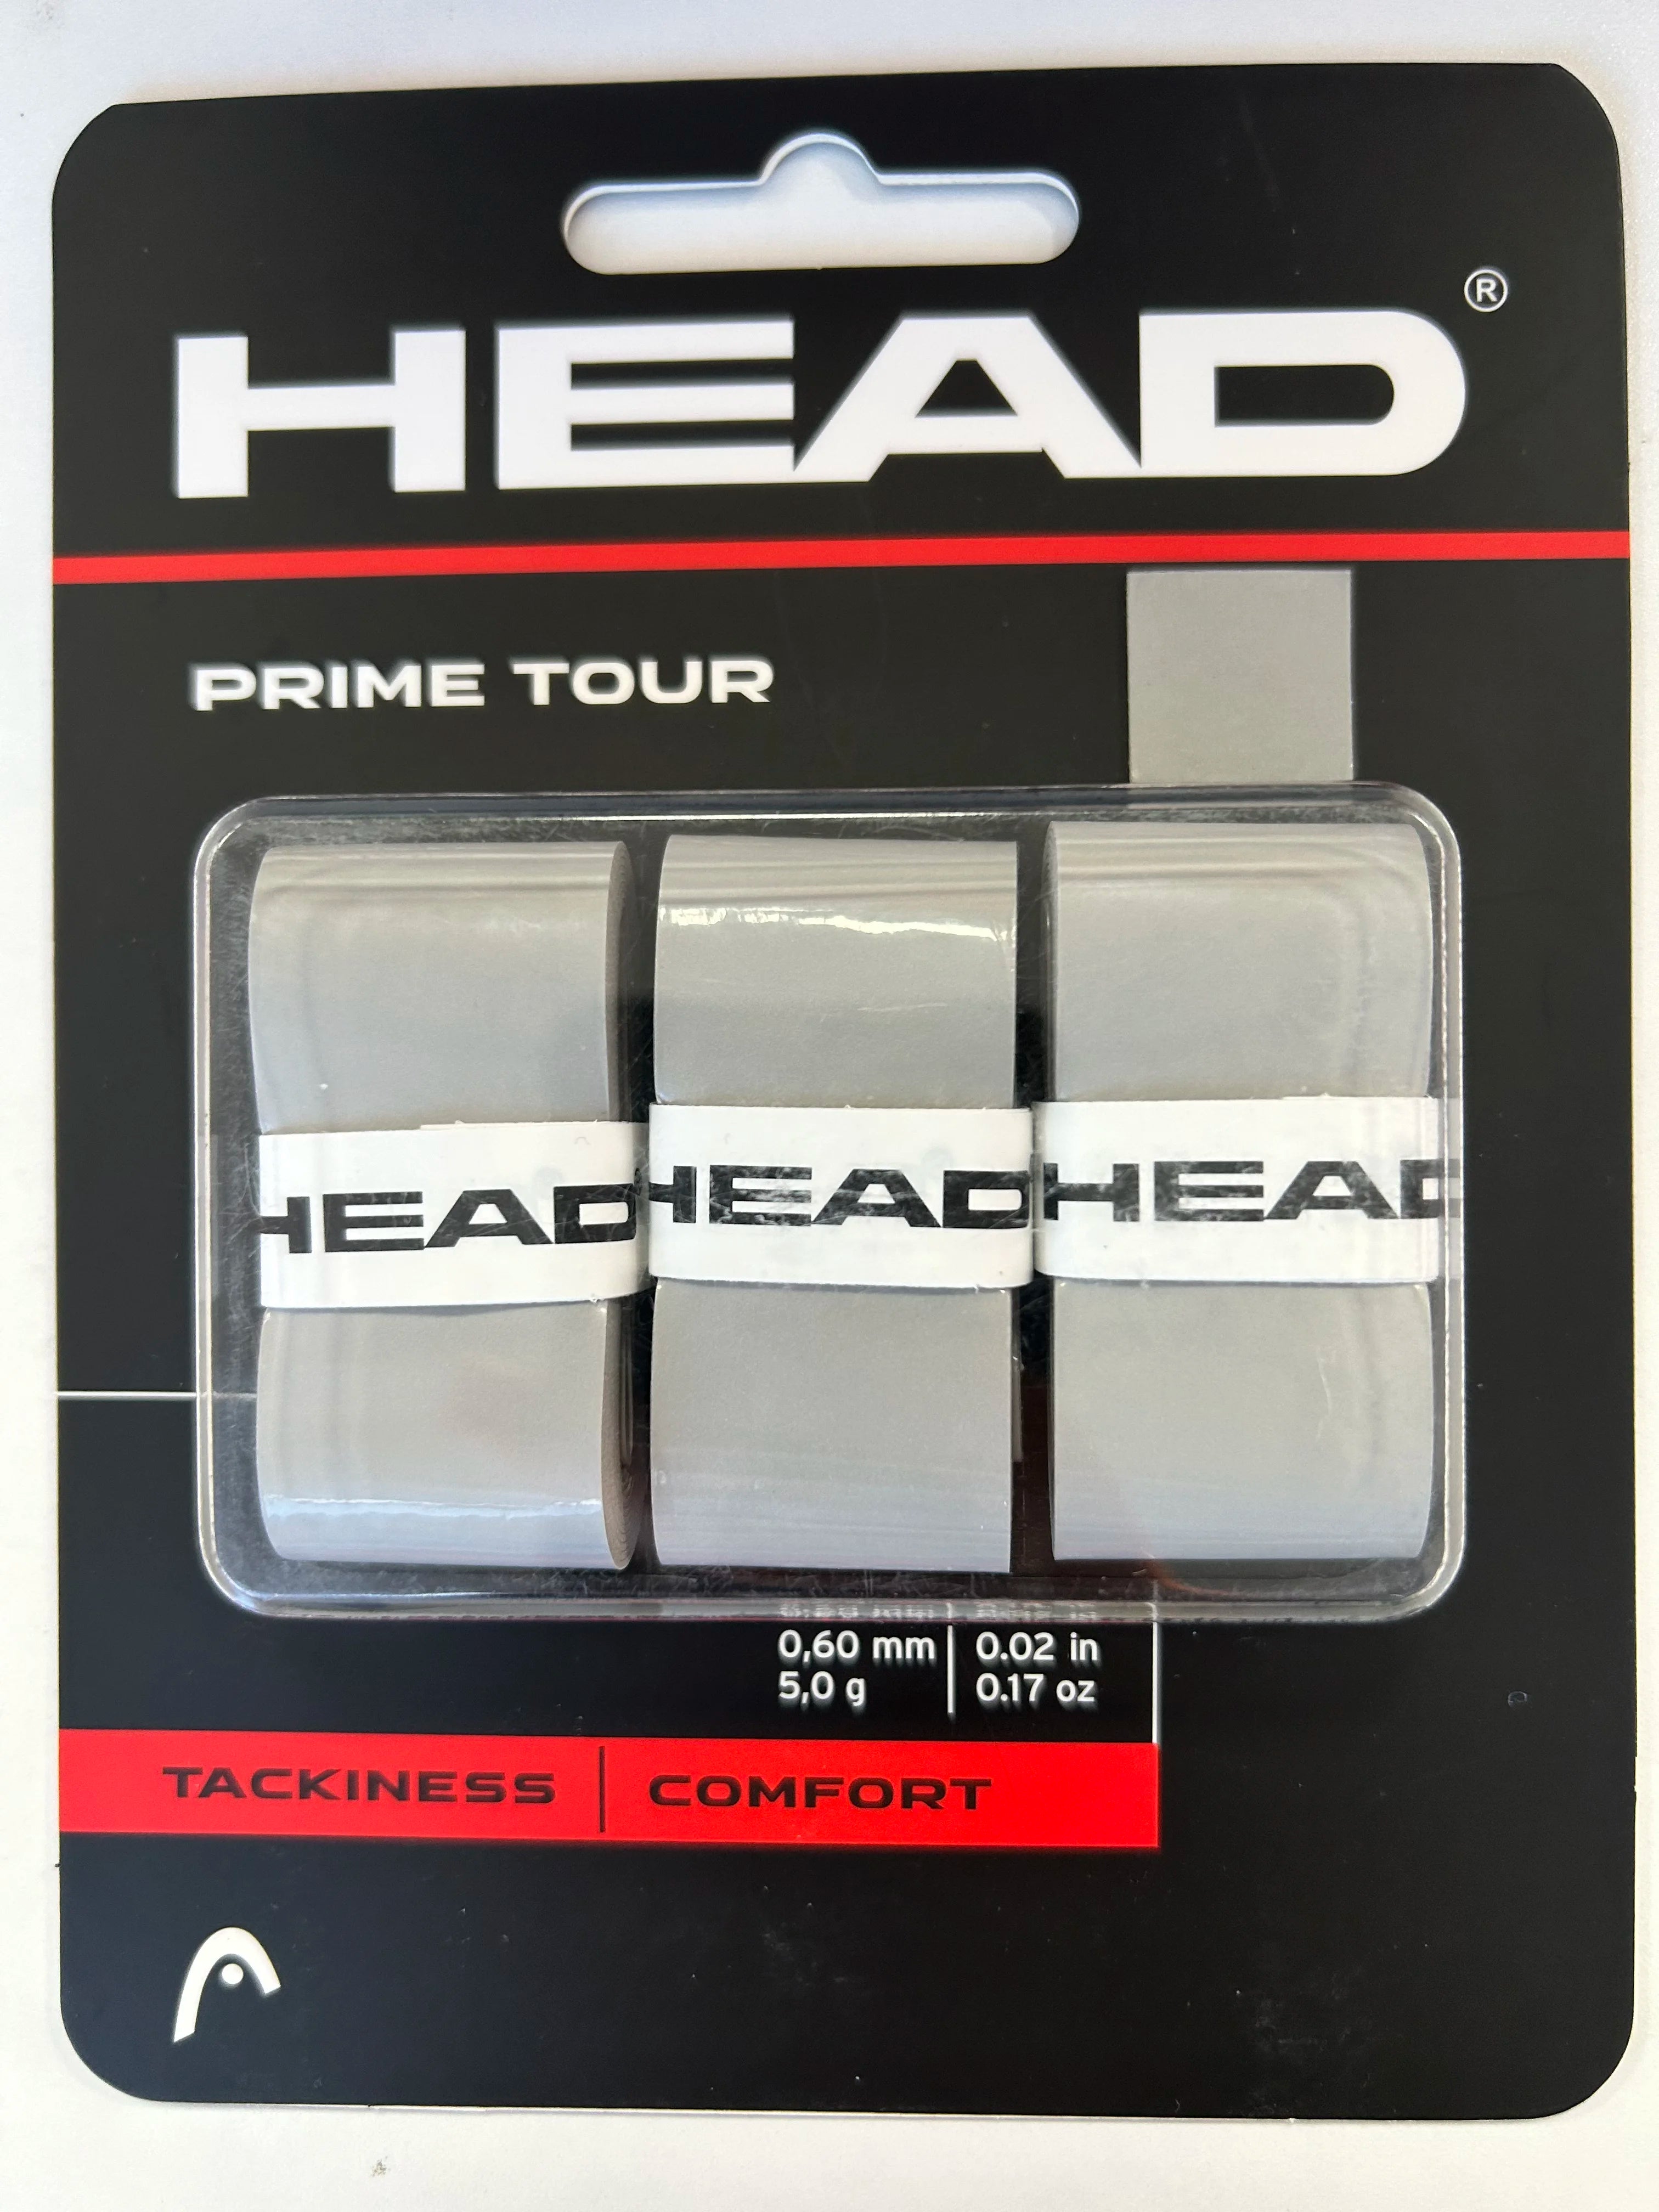 HEAD®
PRIME TOUR
HEAD HEAD HEAD
0,60 mm | 0.02 in
5,0 g | 0.17 oz
TACKINESS | COMFORT